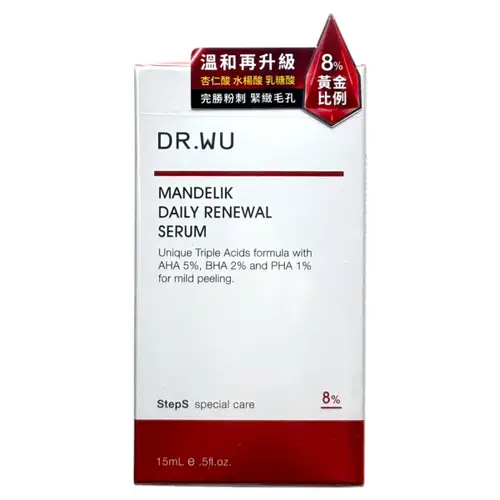 溫和再升級
杏仁酸 水楊酸 乳糖酸
完勝粉刺 緊緻毛孔
8%
黃金
比例
DR.WU
MANDELIK
DAILY RENEWAL
SERUM
Unique Triple Acids formula with
AHA 5%, BHA 2% and PHA 1%
for mild peeling.
StepS special care
8%
15mL e .5fl.oz.